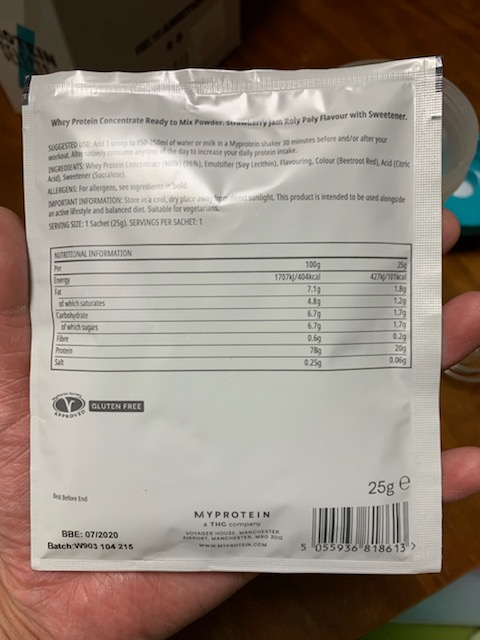 Whey Protein Concentrate Ready to Mix Powder. Strawberry Jam Roly Poly Flavour with Sweetener.
SUGGESTED USE: Add 1 scoop to 150-250ml of water or milk in a Myprotein shaker 30 minutes before and/or after your
workout. Alternatively consume anytime of the day to increase your daily protein intake.
INGREDIENTS: Whey Protein Concentrate (Milk) (96%), Emulsifier (Soy Lecithin), Flavouring, Colour (Beetroot Red), Acid (Citric
Acid), Sweetener (Sucralose).
ALLERGENS: For allergens, see ingredients in bold.
IMPORTANT INFORMATION: Store in a cool, dry place away from direct sunlight. This product is intended to be used alongside
an active lifestyle and balanced diet. Suitable for vegetarians.
SERVING SIZE: 1 Sachet (25g). SERVINGS PER SACHET: 1
NUTRITIONAL INFORMATION
Per 100g 25g
Energy 1707kJ/404kcal 427kJ/101kcal
Fat 7.1g 1.8g
of which saturates 4.8g 1.2g
Carbohydrate 6.7g 1.7g
of which sugars 6.7g 1.7g
Fibre 0.6g 0.2g
Protein 78g 20g
Salt 0.25g 0.06g
V
APPROVED
GLUTEN FREE
25g e
Best Before End
BBE: 07/2020
Batch:W903 104 215
MYPROTEIN
a THG company
VOYAGER HOUSE, MANCHESTER
AIRPORT, MANCHESTER, M90 3DQ
WWW.MYPROTEIN.COM
5 055936 818613 >